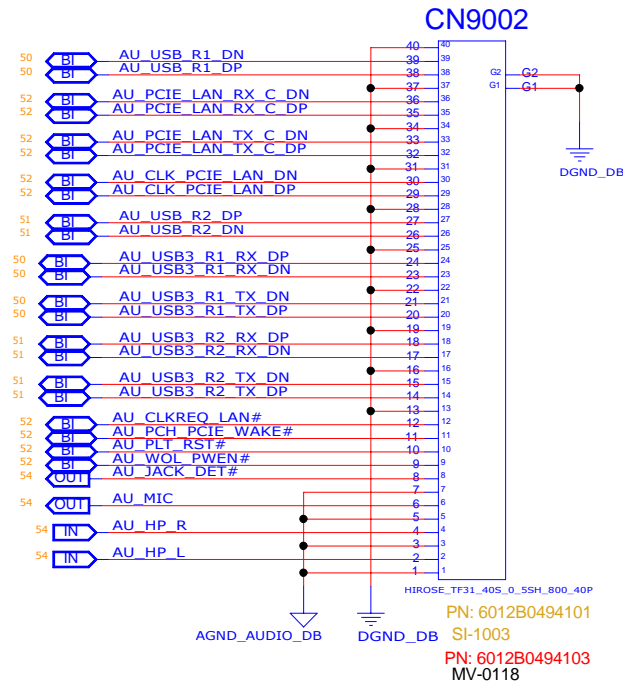 CN9002
40 40
50 BI AU_USB_R1_DN 39 39
50 BI AU_USB_R1_DP 38 38 G2 G2
37 37 G1 G1
52 BI AU_PCIE_LAN_RX_C_DN 36 36
52 BI AU_PCIE_LAN_RX_C_DP 35 35
34 34
52 BI AU_PCIE_LAN_TX_C_DN 33 33
52 BI AU_PCIE_LAN_TX_C_DP 32 32
31 31 DGND_DB
52 BI AU_CLK_PCIE_LAN_DN 30 30
52 BI AU_CLK_PCIE_LAN_DP 29 29
28 28
51 BI AU_USB_R2_DP 27 27
51 BI AU_USB_R2_DN 26 26
25 25
50 BI AU_USB3_R1_RX_DP 24 24
50 BI AU_USB3_R1_RX_DN 23 23
22 22
50 BI AU_USB3_R1_TX_DN 21 21
50 BI AU_USB3_R1_TX_DP 20 20
19 19
51 BI AU_USB3_R2_RX_DP 18 18
51 BI AU_USB3_R2_RX_DN 17 17
16 16
51 BI AU_USB3_R2_TX_DN 15 15
51 BI AU_USB3_R2_TX_DP 14 14
13 13
52 BI AU_CLKREQ_LAN# 12 12
52 BI AU_PCH_PCIE_WAKE# 11 11
52 BI AU_PLT_RST# 10 10
52 BI AU_WOL_PWEN# 9 9
54 OUT AU_JACK_DET# 8 8
7 7
54 OUT AU_MIC 6 6
5 5
54 IN AU_HP_R 4 4
3 3
54 IN AU_HP_L 2 2
1 1
HIROSE_TF31_40S_0_5SH_800_40P
PN: 6012B0494101
AGND_AUDIO_DB DGND_DB SI-1003
PN: 6012B0494103
MV-0118